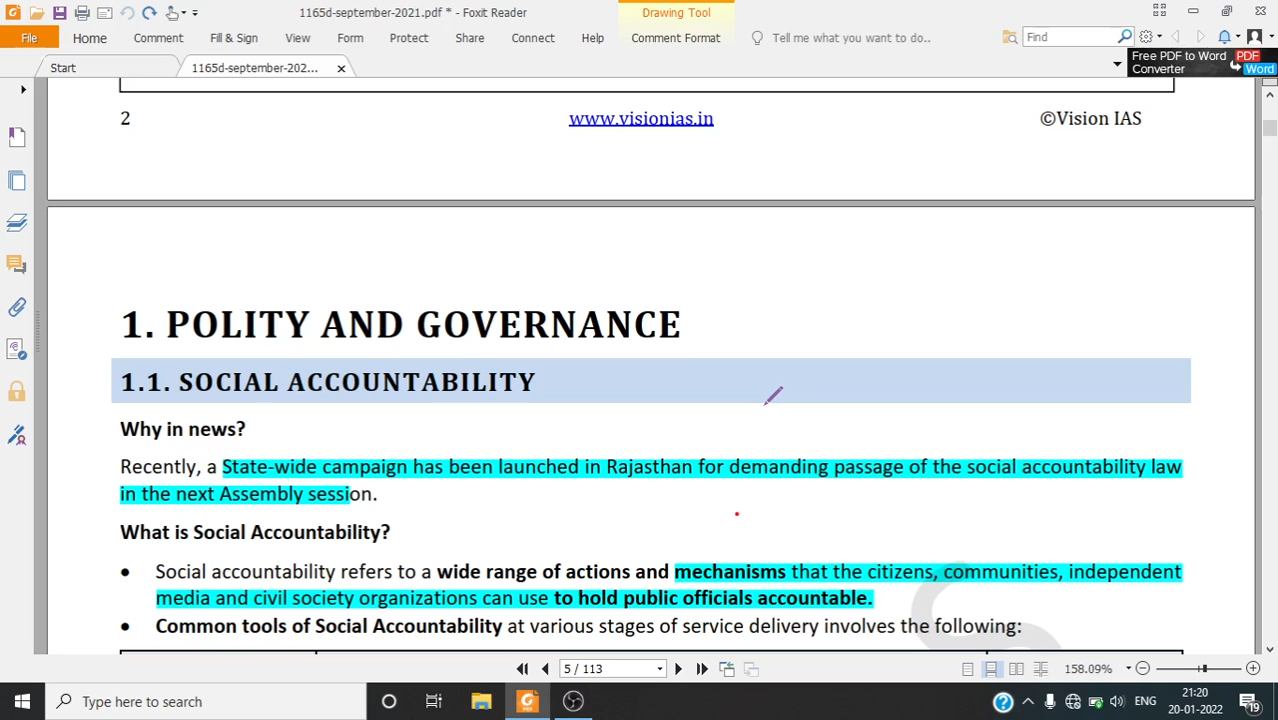 1165d-september-2021.pdf * - Foxit Reader
Drawing Tool
File Home Comment Fill & Sign View Form Protect Share Connect Help Comment Format Tell me what you want to do.. Find
Start 1165d-september-202... Free PDF to Word Converter PDF Word
2 www.visionias.in ©Vision IAS
1. POLITY AND GOVERNANCE
1.1. SOCIAL ACCOUNTABILITY
Why in news?
Recently, a State-wide campaign has been launched in Rajasthan for demanding passage of the social accountability law
in the next Assembly session.
What is Social Accountability?
• Social accountability refers to a wide range of actions and mechanisms that the citizens, communities, independent
media and civil society organizations can use to hold public officials accountable.
• Common tools of Social Accountability at various stages of service delivery involves the following:
5 / 113 158.09%
Type here to search ENG 21:20
20-01-2022 19